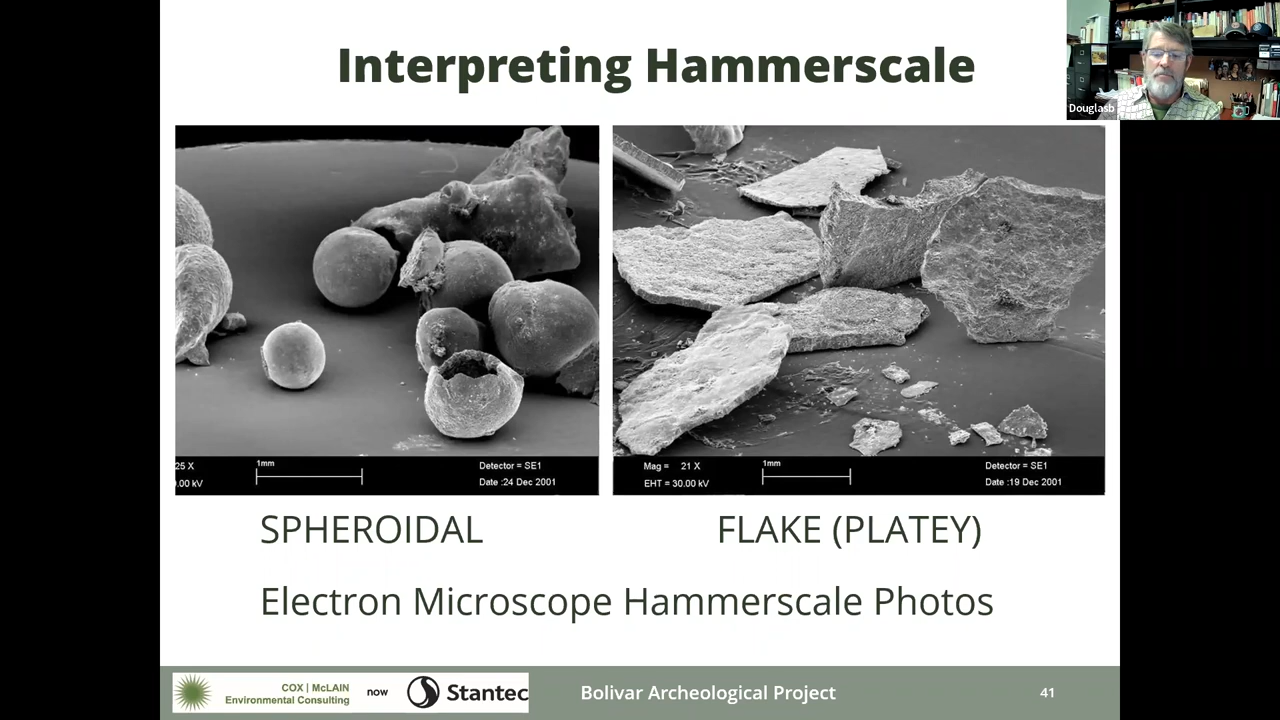 Interpreting Hammerscale
Douglasb
25 X
1mm
Detector = SE1
.00 kV
Date :24 Dec 2001
Mag = 21 X
1mm
Detector = SE1
EHT = 30.00 kV
Date :19 Dec 2001
SPHEROIDAL
FLAKE (PLATEY)
Electron Microscope Hammerscale Photos
COX | McLAIN
Environmental Consulting
now
Stantec
Bolivar Archeological Project
41